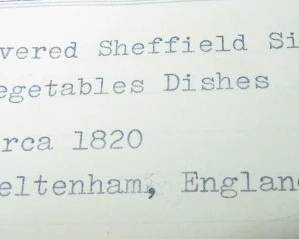 vered Sheffield Si
egetables Dishes
rca 1820
eltenham, Englan